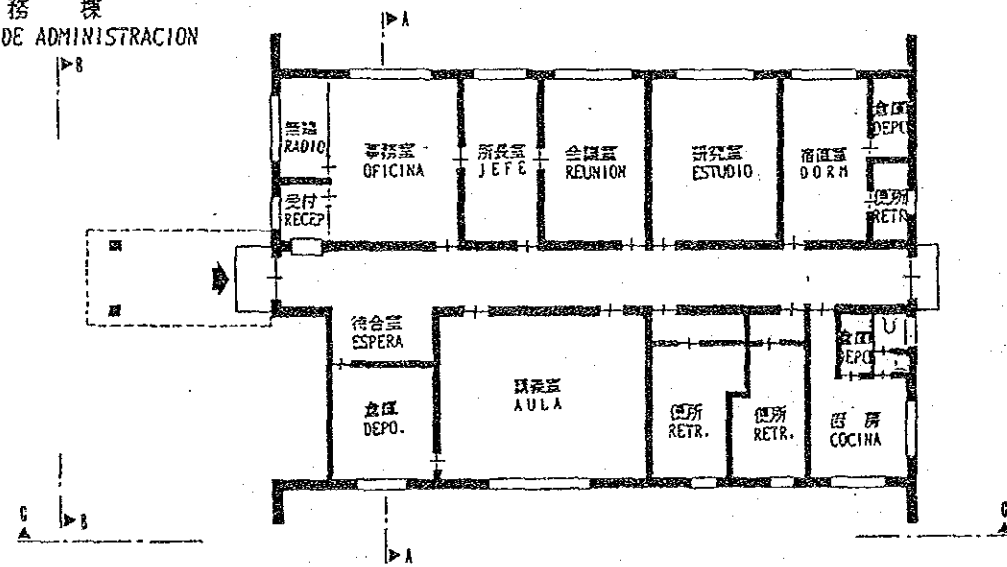 務 棟
DE ADMINISTRACION
A
B
無線
RADIO
事務室
OFICINA
所長室
JEFE
会議室
REUNION
研究室
ESTUDIO
宿直室
DORM
倉庫
DEPO
受付
RECEP
便所
RETR
待合室
ESPERA
倉庫
DEPO
倉庫
DEPO.
講義室
AULA
便所
RETR.
便所
RETR.
厨房
COCINA
C
B
A
C